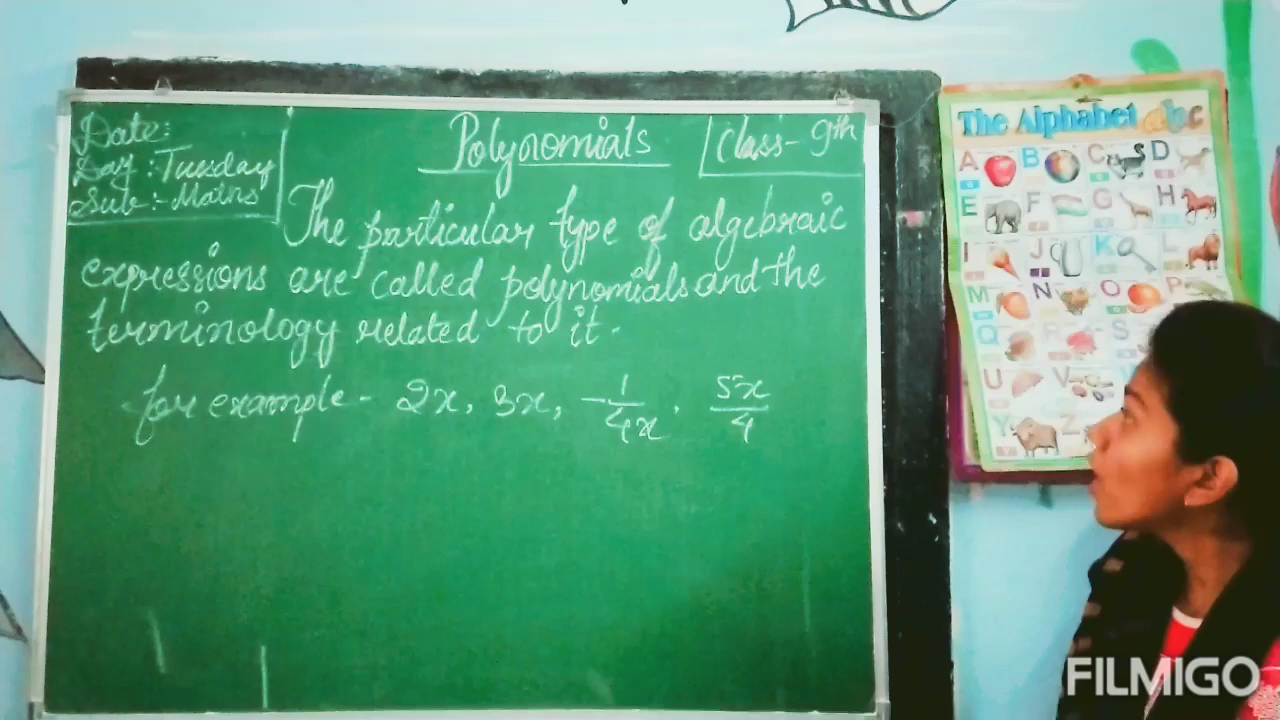 Date:
Day : Tuesday
Sub :- Maths
Polynomials
Class- 9th
The particular type of algebraic
expressions are called polynomials and the
terminology related to it.
for example - 2x, 3x, -1/4x, 5x/4
The Alphabet abc
A B C D
E F G H
I J K L
M N O P
Q R S
U V W
Y Z
FILMIGO